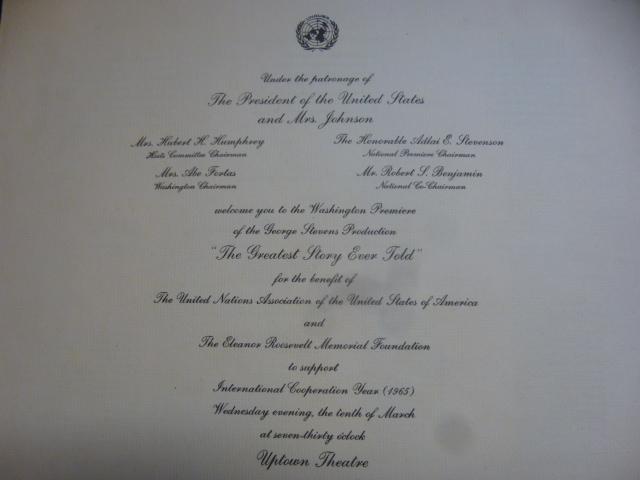 Under the patronage of
The President of the United States
and Mrs. Johnson
Mrs. Hubert H. Humphrey
Hosts Committee Chairman
The Honorable Adlai E. Stevenson
National Premiere Chairman
Mrs. Abe Fortas
Washington Chairman
Mr. Robert S. Benjamin
National Co-Chairman
welcome you to the Washington Premiere
of the George Stevens Production
"The Greatest Story Ever Told"
for the benefit of
The United Nations Association of the United States of America
and
The Eleanor Roosevelt Memorial Foundation
to support
International Cooperation Year (1965)
Wednesday evening, the tenth of March
at seven-thirty o'clock
Uptown Theatre